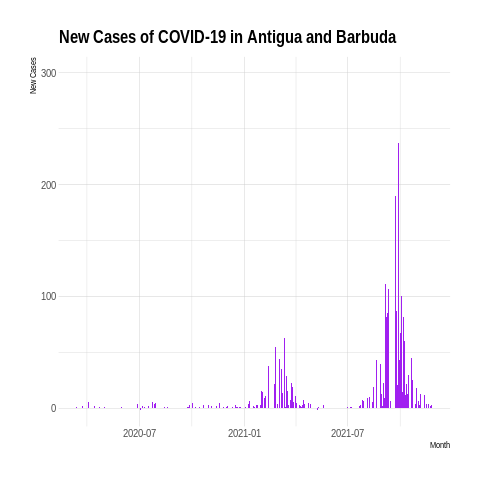 New Cases of COVID-19 in Antigua and Barbuda
New Cases
300
200
100
0
2020-07
2021-01
2021-07
Month